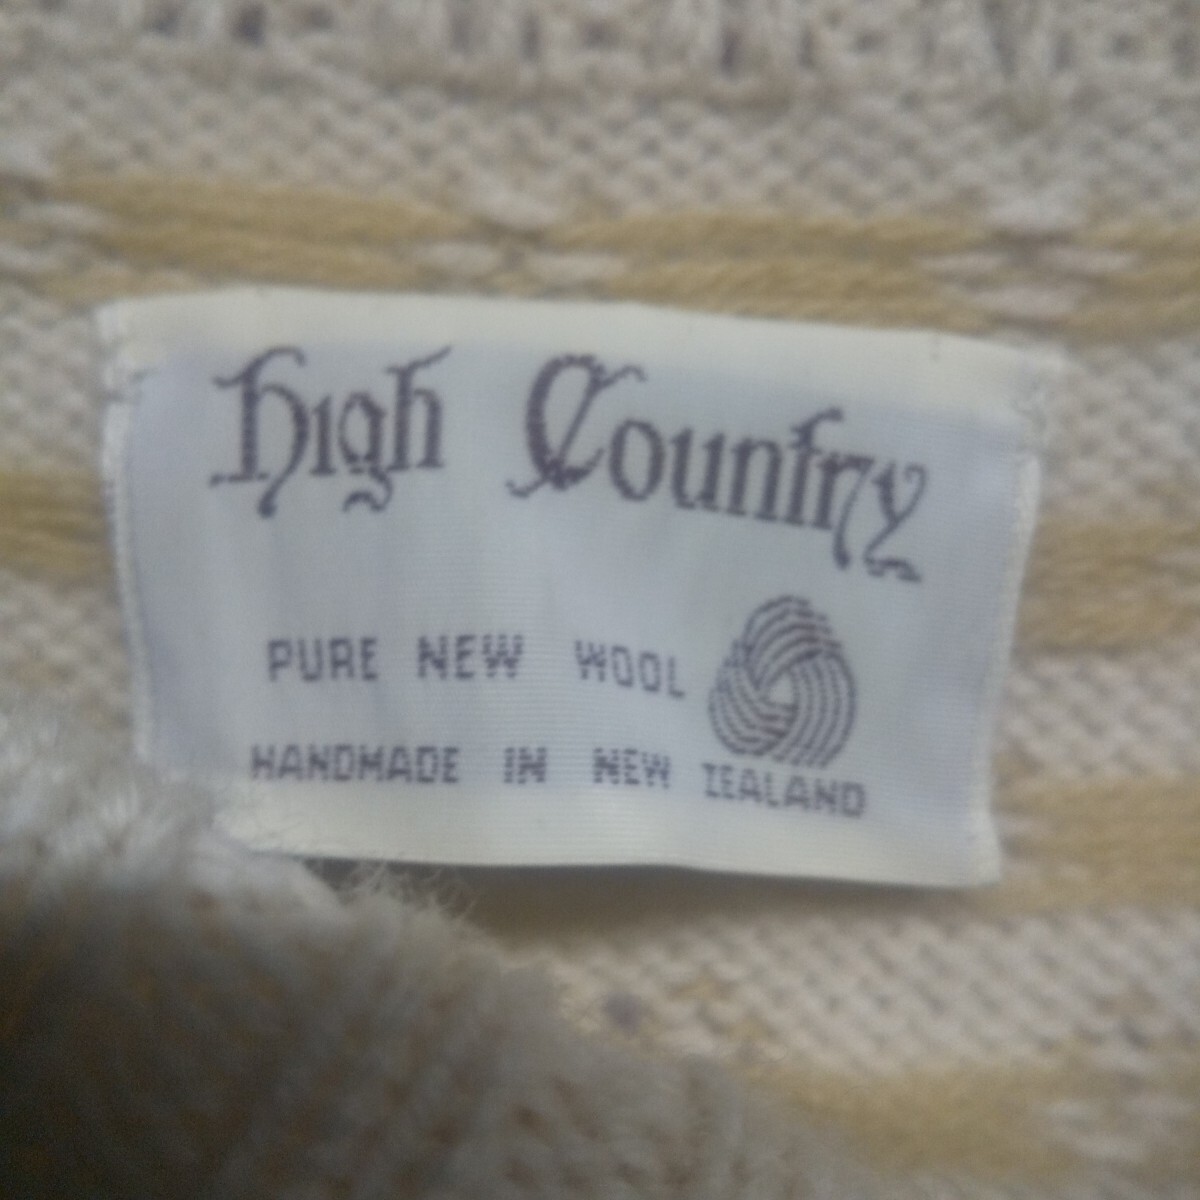 High Country
PURE NEW WOOL
HANDMADE IN NEW ZEALAND